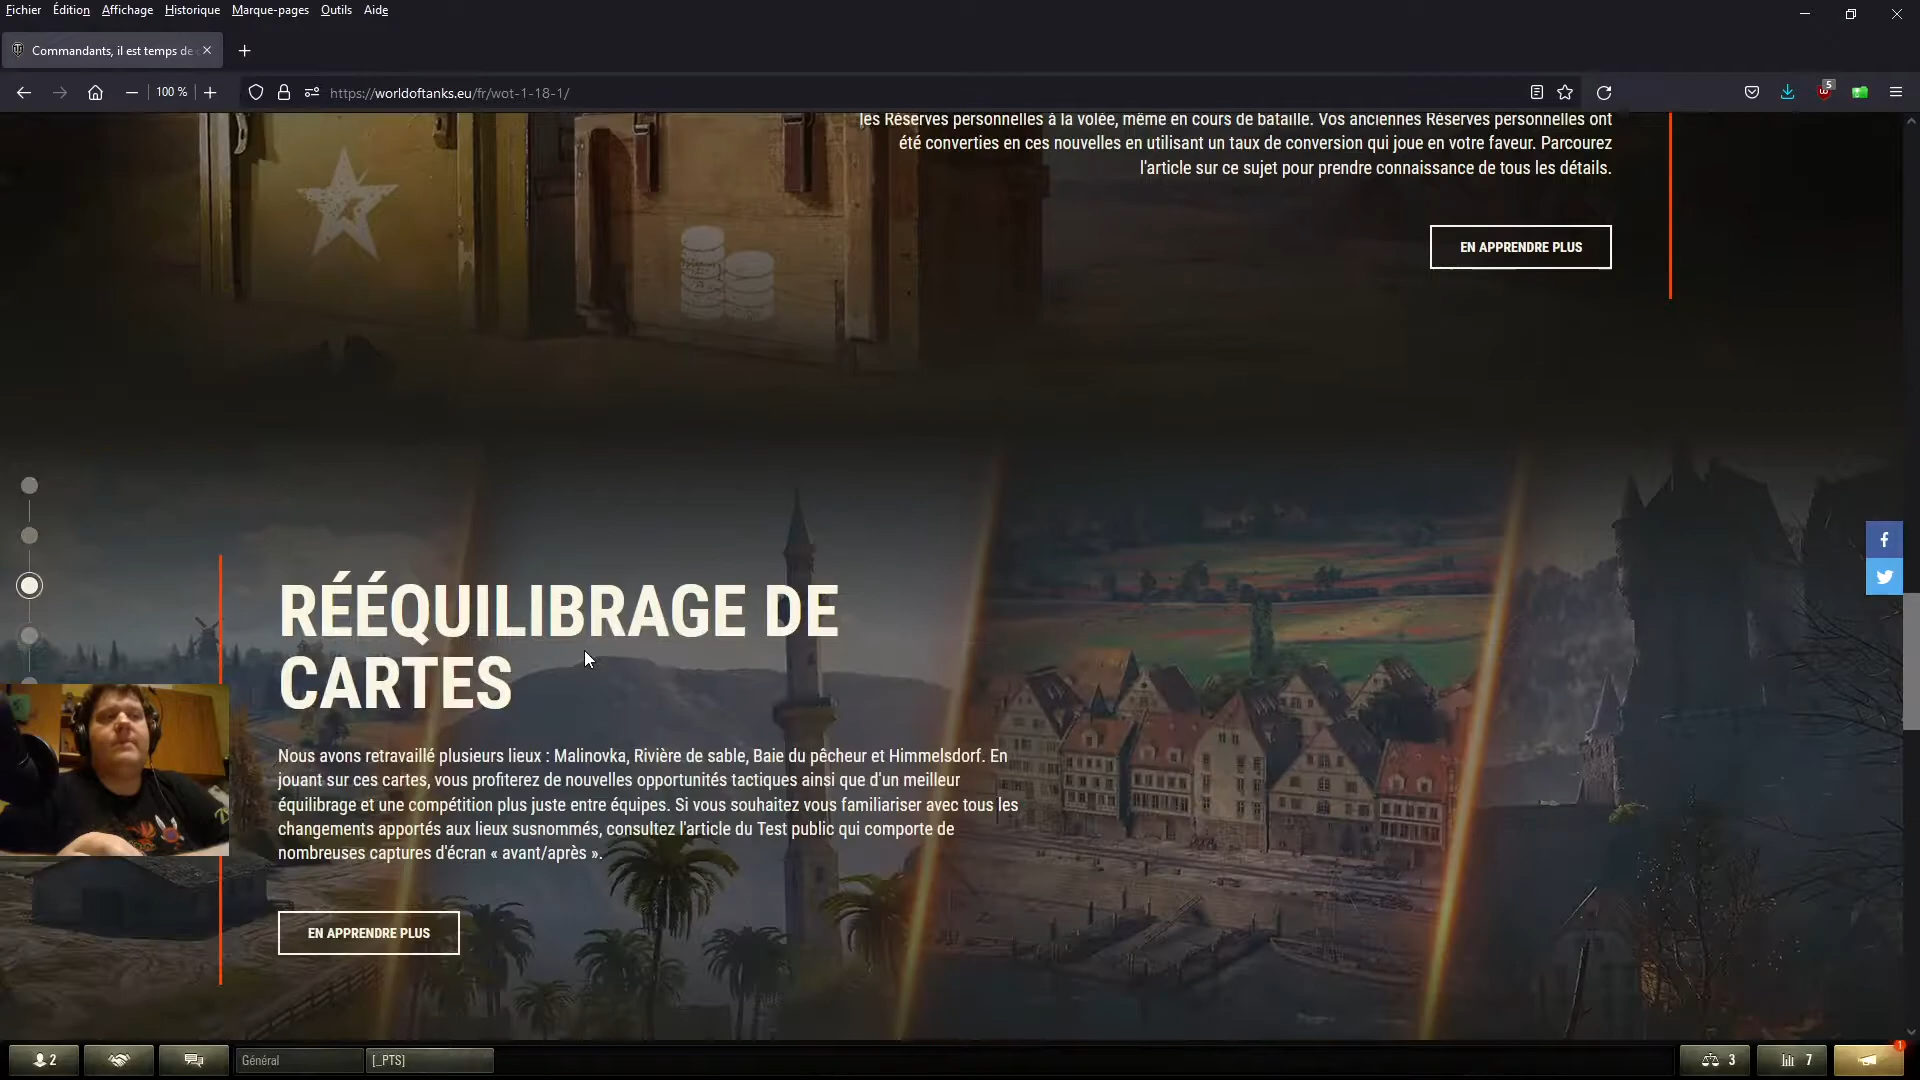 Fichier Édition Affichage Historique Marque-pages Outils Aide
Commandants, il est temps de
100 %
https://worldoftanks.eu/fr/wot-1-18-1/
5
les Réserves personnelles à la volée, même en cours de bataille. Vos anciennes Réserves personnelles ont
été converties en ces nouvelles en utilisant un taux de conversion qui joue en votre faveur. Parcourez
l'article sur ce sujet pour prendre connaissance de tous les détails.
EN APPRENDRE PLUS
RÉÉQUILIBRAGE DE
CARTES
Nous avons retravaillé plusieurs lieux : Malinovka, Rivière de sable, Baie du pêcheur et Himmelsdorf. En
jouant sur ces cartes, vous profiterez de nouvelles opportunités tactiques ainsi que d'un meilleur
équilibrage et une compétition plus juste entre équipes. Si vous souhaitez vous familiariser avec tous les
changements apportés aux lieux susnommés, consultez l'article du Test public qui comporte de
nombreuses captures d'écran « avant/après ».
EN APPRENDRE PLUS
2
Général
[_PTS]
3
7
1